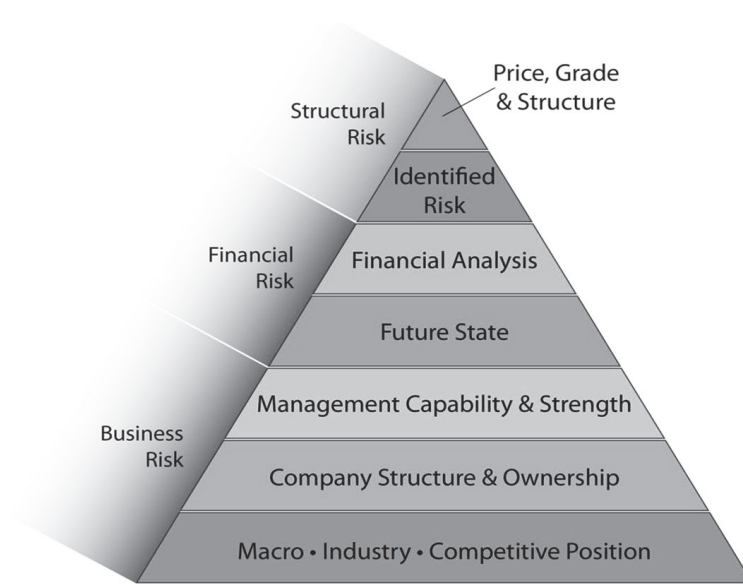 Price, Grade
& Structure
Structural
Risk
Identified
Risk
Financial
Risk
Financial Analysis
Future State
Business
Risk
Management Capability & Strength
Company Structure & Ownership
Macro • Industry • Competitive Position